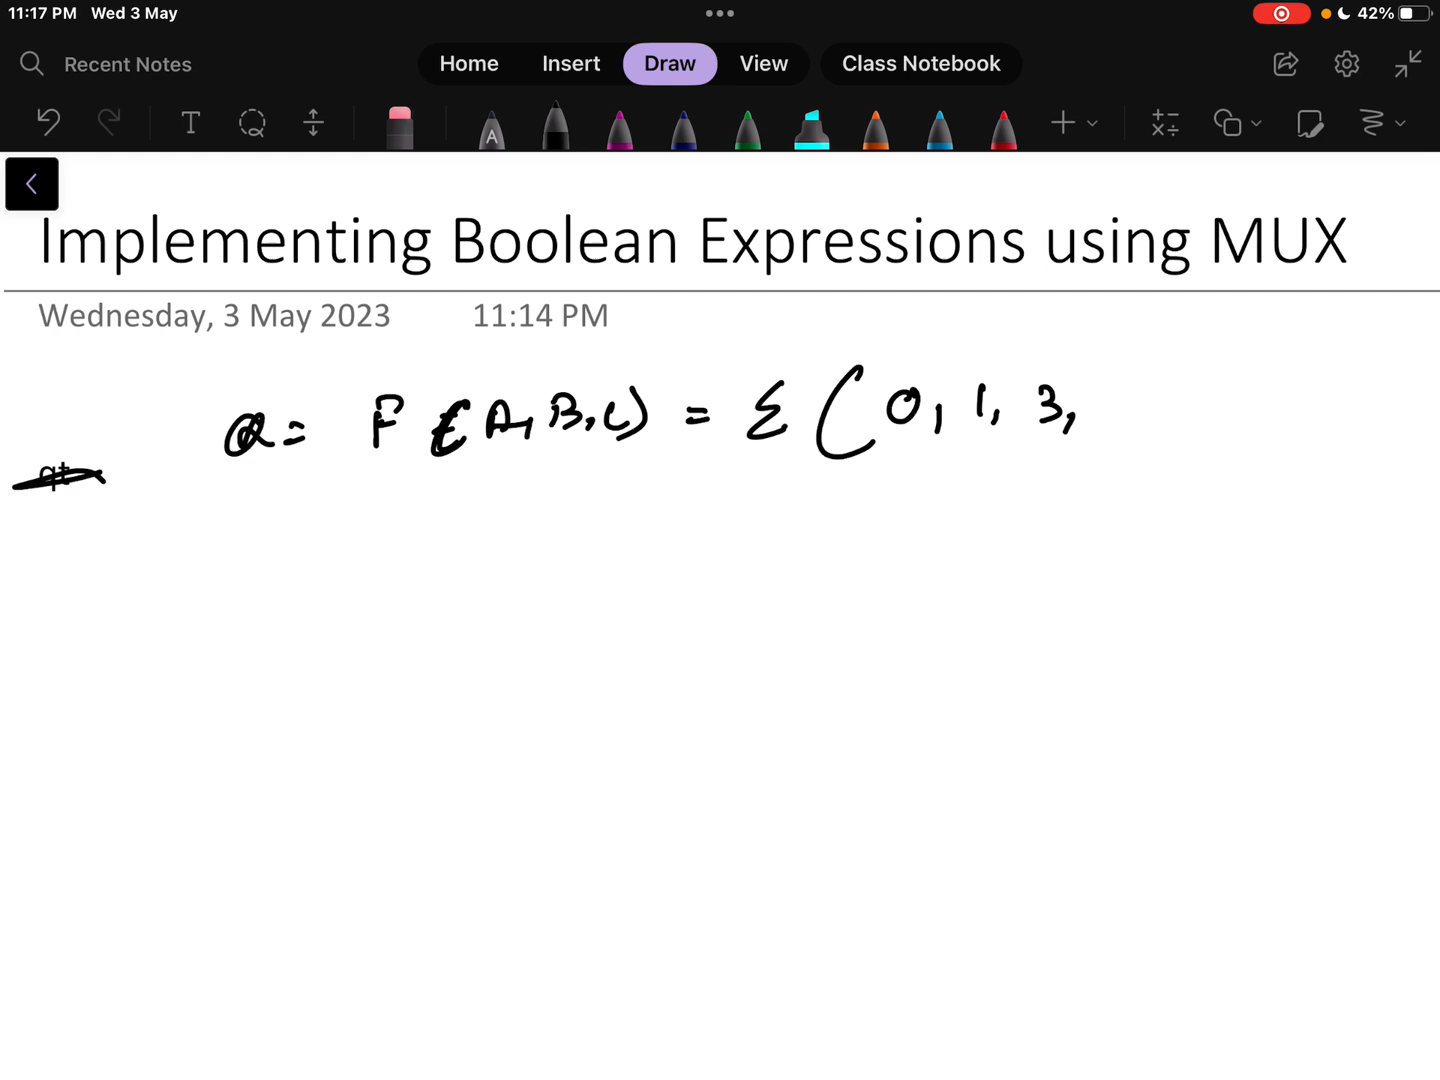 11:17 PM Wed 3 May
42%
Recent Notes
Home Insert Draw View Class Notebook
T A
Implementing Boolean Expressions using MUX
Wednesday, 3 May 2023 11:14 PM
Q = F (A, B, C) = Σ ( 0, 1, 3,